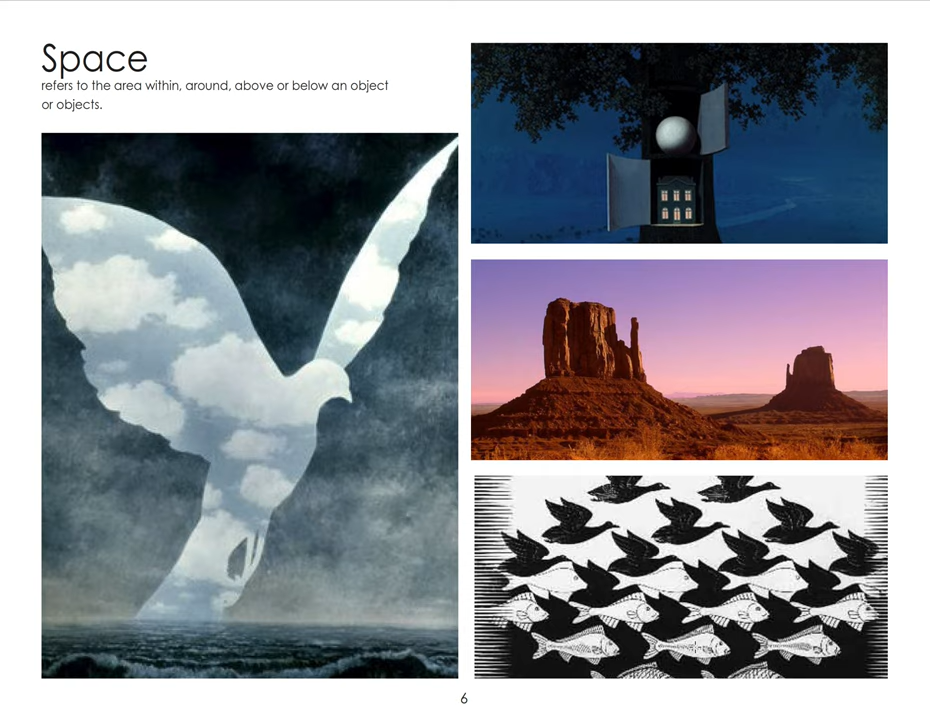 Space
refers to the area within, around, above or below an object
or objects.
6